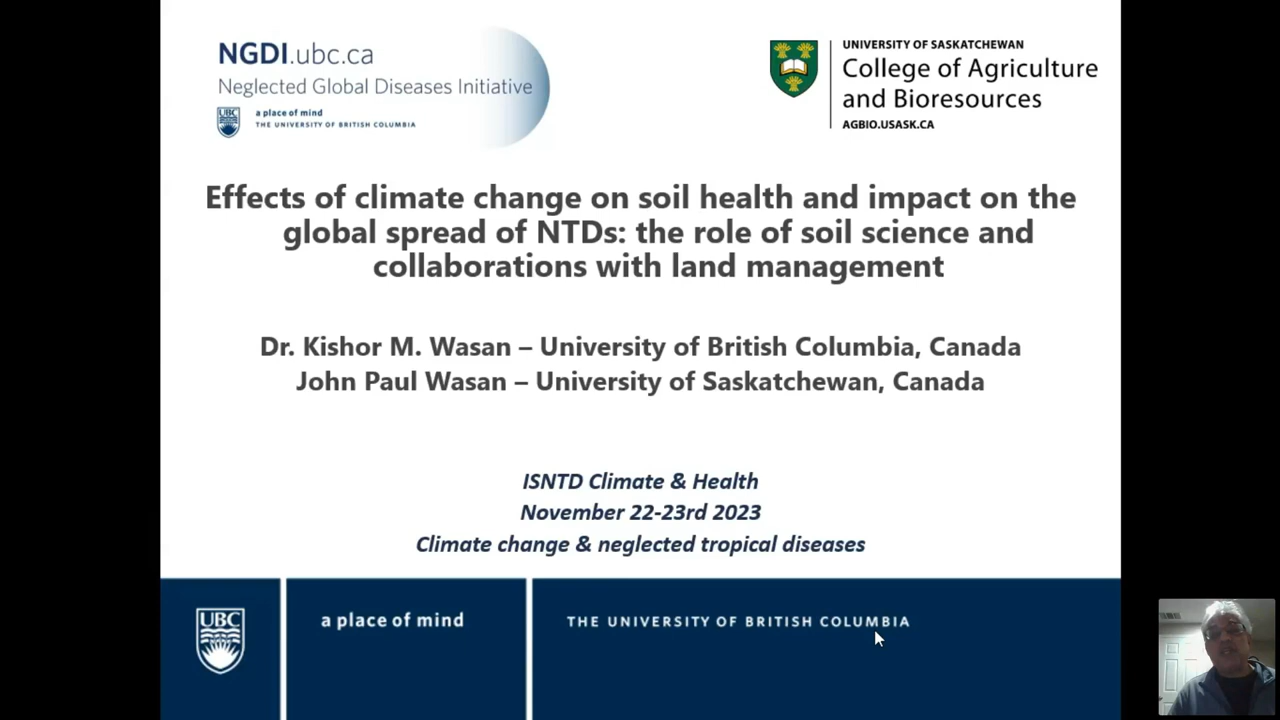 NGDI.ubc.ca
Neglected Global Diseases Initiative
UBC
a place of mind
THE UNIVERSITY OF BRITISH COLUMBIA
UNIVERSITY OF SASKATCHEWAN
College of Agriculture
and Bioresources
AGBIO.USASK.CA
Effects of climate change on soil health and impact on the
global spread of NTDs: the role of soil science and
collaborations with land management
Dr. Kishor M. Wasan – University of British Columbia, Canada
John Paul Wasan – University of Saskatchewan, Canada
ISNTD Climate & Health
November 22-23rd 2023
Climate change & neglected tropical diseases
UBC
a place of mind
THE UNIVERSITY OF BRITISH COLUMBIA